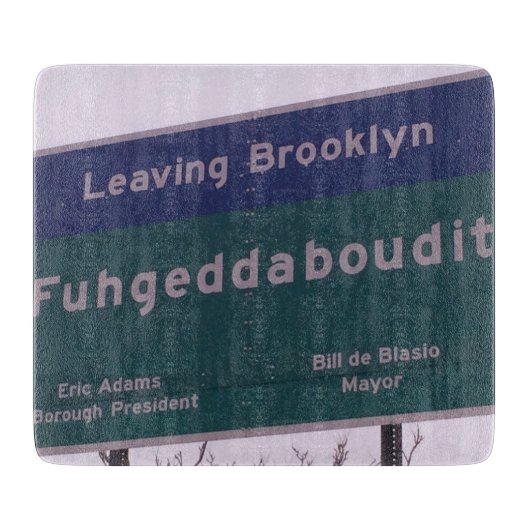 Leaving Brooklyn
Fuhgeddaboudit
Bill de Blasio
Mayor
Eric Adams
Borough President